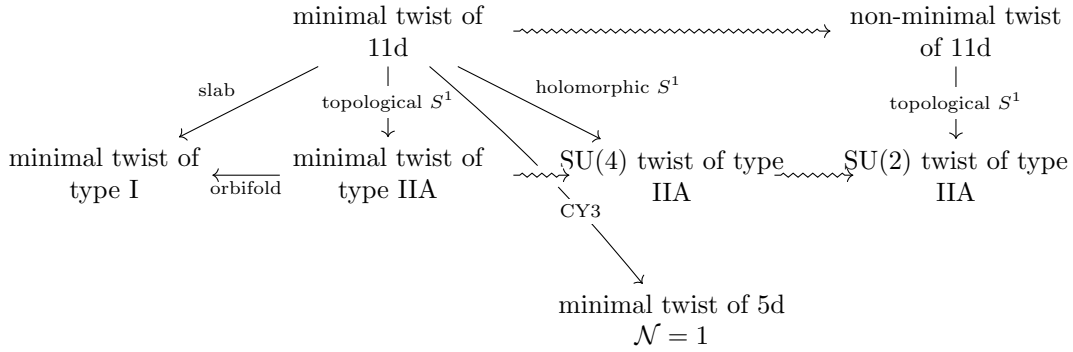 minimal twist of
11d
non-minimal twist
of 11d
slab
topological S¹
holomorphic S¹
topological S¹
minimal twist of
type I
orbifold
minimal twist of
type IIA
SU(4) twist of type
IIA
SU(2) twist of type
IIA
CY3
minimal twist of 5d
𝒩 = 1